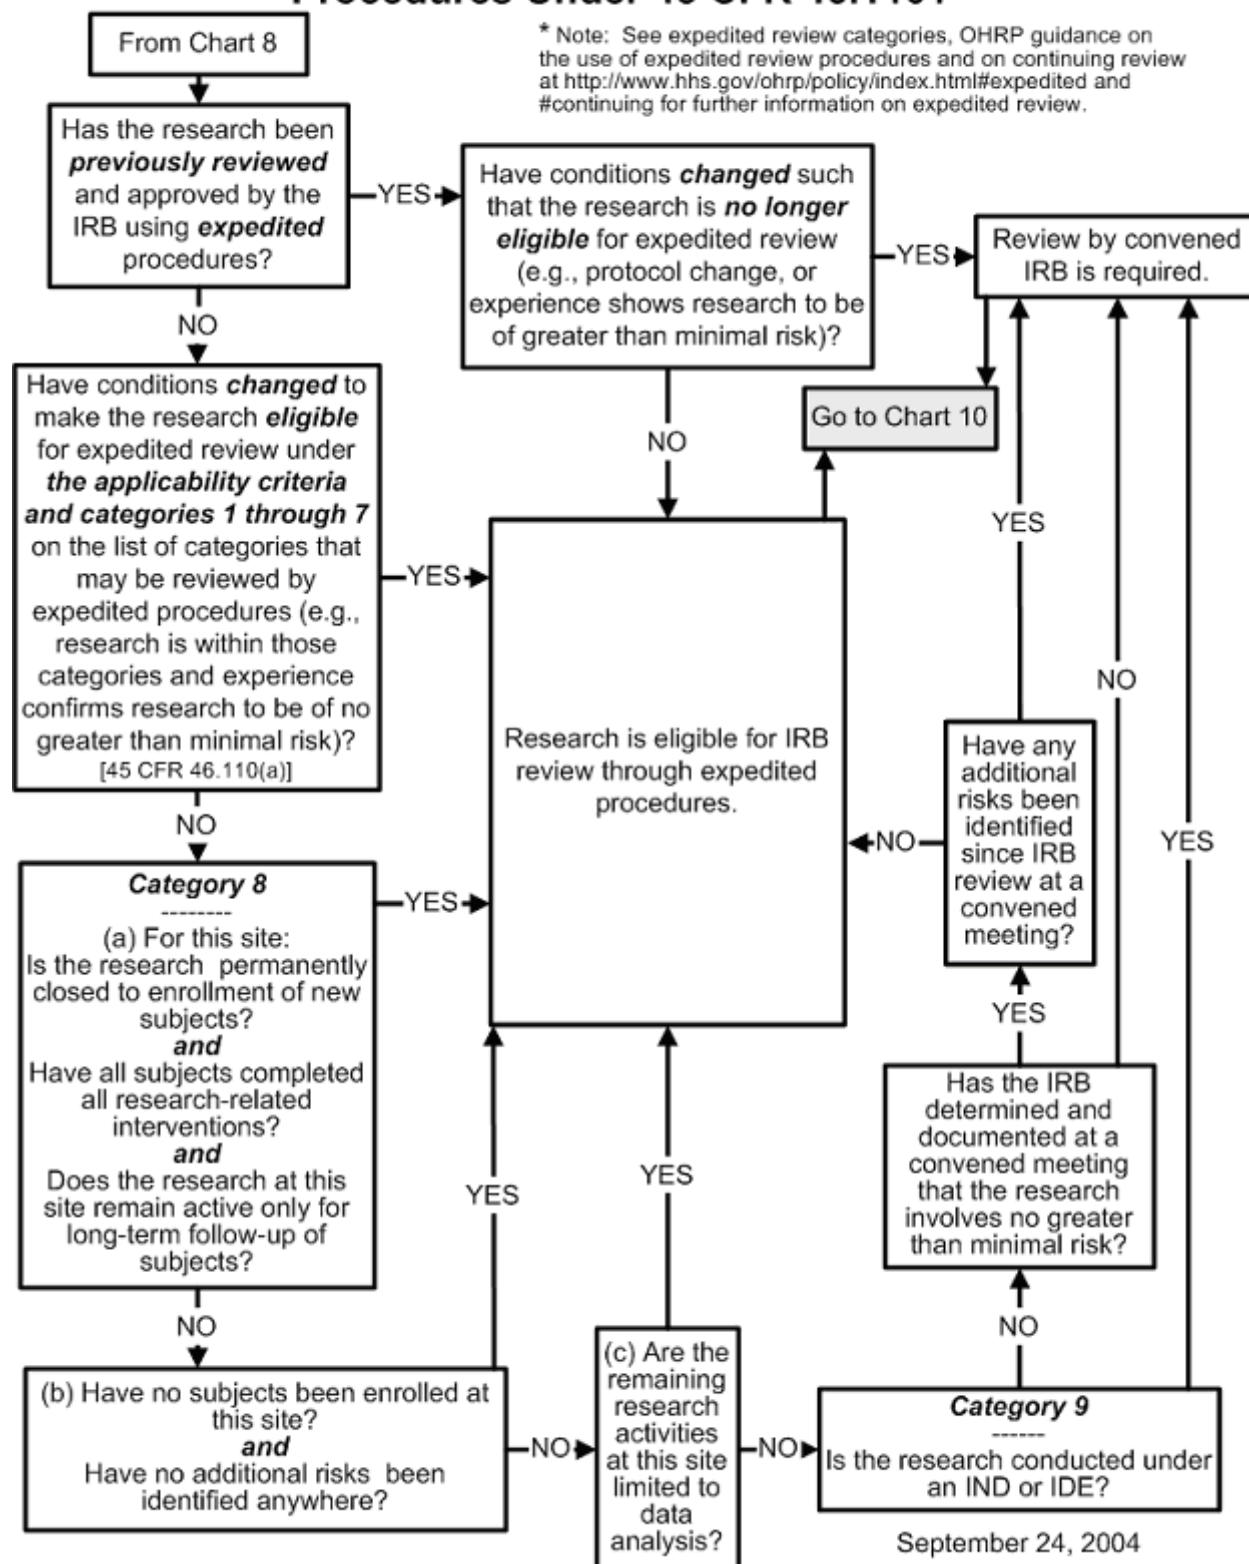 From Chart 8
* Note: See expedited review categories, OHRP guidance on
the use of expedited review procedures and on continuing review
at http://www.hhs.gov/ohrp/policy/index.html#expedited and
#continuing for further information on expedited review.
Has the research been
previously reviewed
and approved by the
IRB using expedited
procedures?
YES
Have conditions changed such
that the research is no longer
eligible for expedited review
(e.g., protocol change, or
experience shows research to be
of greater than minimal risk)?
YES
Review by convened
IRB is required.
NO
NO
Go to Chart 10
Have conditions changed to
make the research eligible
for expedited review under
the applicability criteria
and categories 1 through 7
on the list of categories that
may be reviewed by
expedited procedures (e.g.,
research is within those
categories and experience
confirms research to be of no
greater than minimal risk)?
[45 CFR 46.110(a)]
YES
NO
Research is eligible for IRB
review through expedited
procedures.
YES
NO
YES
Have any
additional
risks been
identified
since IRB
review at a
convened
meeting?
NO
Category 8
--------
(a) For this site:
Is the research permanently
closed to enrollment of new
subjects?
and
Have all subjects completed
all research-related
interventions?
and
Does the research at this
site remain active only for
long-term follow-up of
subjects?
YES
NO
YES
YES
YES
Has the IRB
determined and
documented at a
convened meeting
that the research
involves no greater
than minimal risk?
NO
(b) Have no subjects been enrolled at
this site?
and
Have no additional risks been
identified anywhere?
NO
(c) Are the
remaining
research
activities
at this site
limited to
data
analysis?
NO
Category 9
------
Is the research conducted under
an IND or IDE?
September 24, 2004